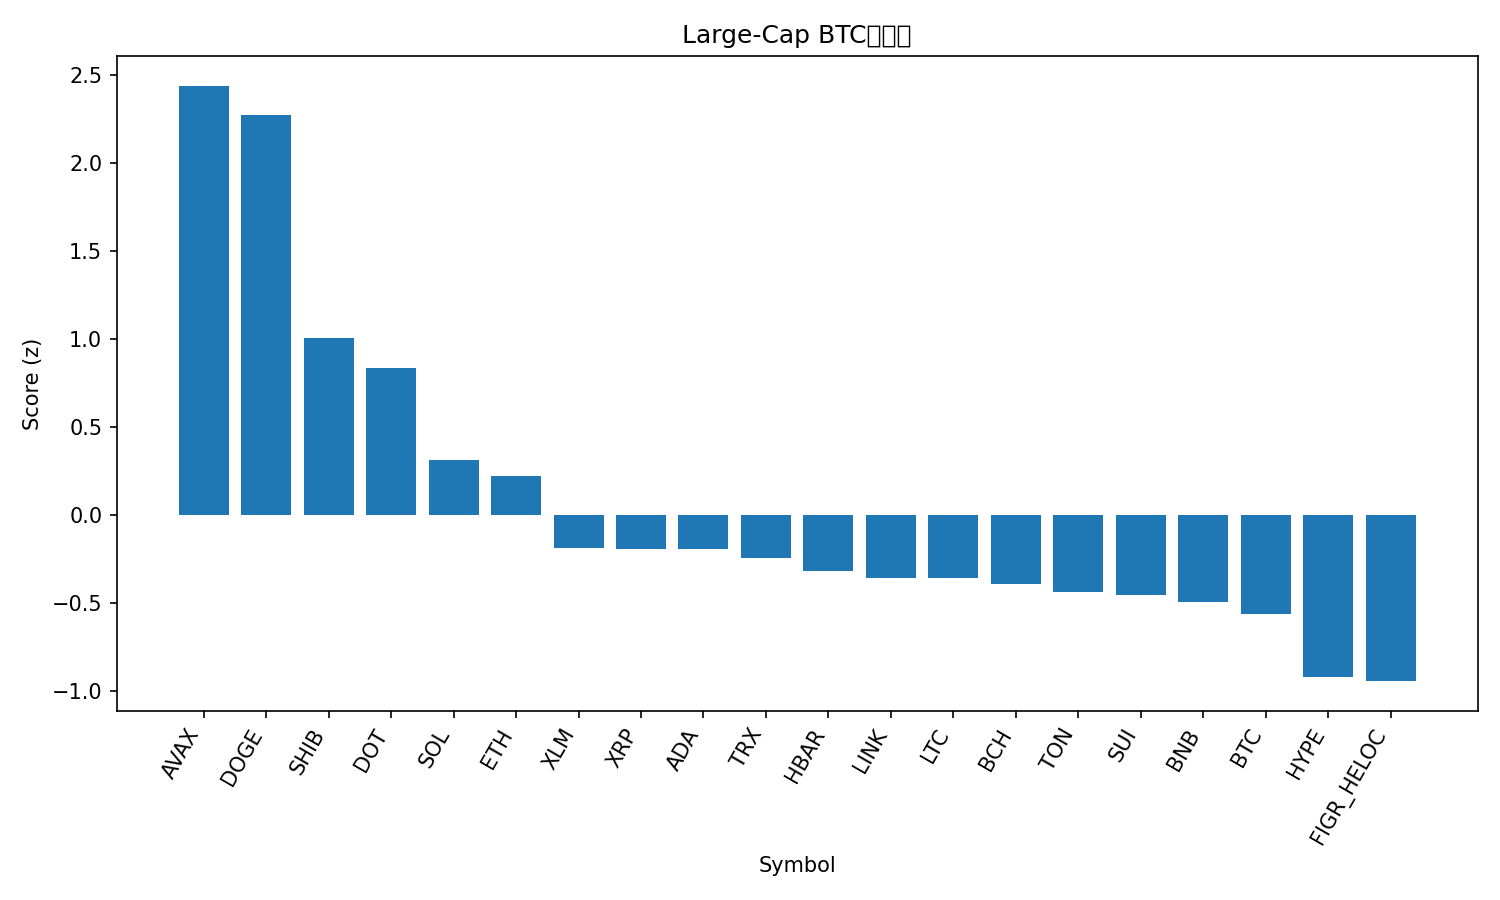 Large-Cap BTC
Score (z)
2.5
2.0
1.5
1.0
0.5
0.0
−0.5
−1.0
AVAX
DOGE
SHIB
DOT
SOL
ETH
XLM
XRP
ADA
TRX
HBAR
LINK
LTC
BCH
TON
SUI
BNB
BTC
HYPE
FIGR_HELOC
Symbol